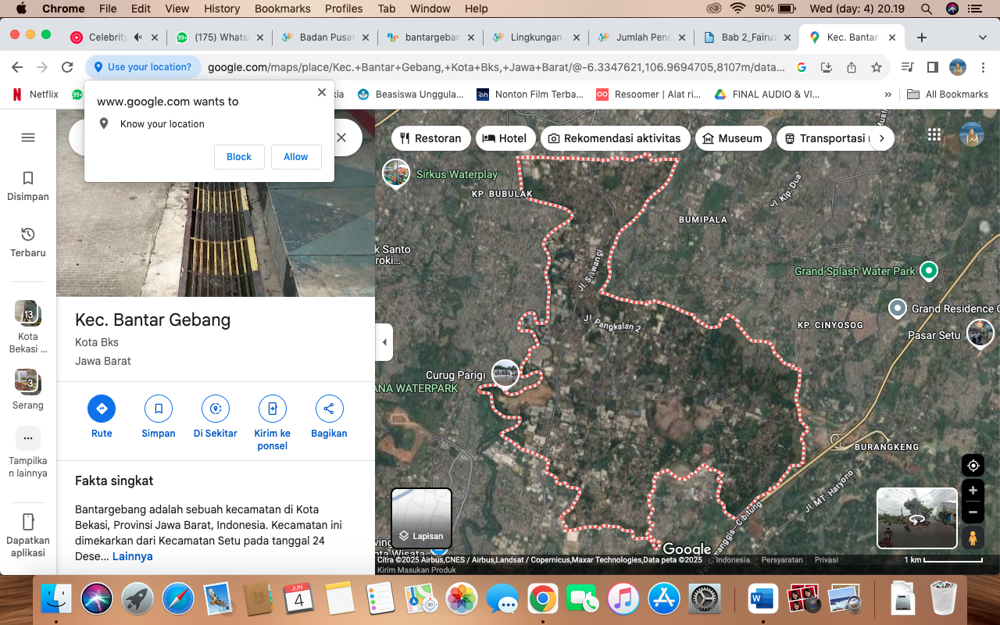 Chrome File Edit View History Bookmarks Profiles Tab Window Help 90% Wed (day: 4) 20.19
Celebrity (175) Whats Badan Pusat bantargeban Lingkungan Jumlah Pend Bab 2_Fairuz Kec. Bantar
Use your location? google.com/maps/place/Kec.+Bantar+Gebang,+Kota+Bks,+Jawa+Barat/@-6.3347621,106.9694705,8107m/data...
Netflix Beasiswa Unggula... Nonton Film Terba... Resoomer | Alat ri... FINAL AUDIO & VI... » All Bookmarks
www.google.com wants to
Know your location
Block Allow
Disimpan
Terbaru
13
Kota
Bekasi ...
3
Serang
Tampilka
n lainnya
Dapatkan
aplikasi
Kec. Bantar Gebang
Kota Bks
Jawa Barat
Rute
Simpan
Di Sekitar
Kirim ke
ponsel
Bagikan
Fakta singkat
Bantargebang adalah sebuah kecamatan di Kota
Bekasi, Provinsi Jawa Barat, Indonesia. Kecamatan ini
dimekarkan dari Kecamatan Setu pada tanggal 24
Dese... Lainnya
Restoran Hotel Rekomendasi aktivitas Museum Transportasi
Sirkus Waterplay
KP. BUBULAK
Jl. Klp. Dua
BUMIPALA
k Santo
roki...
Jl. Siliwangi
Grand Splash Water Park
Grand Residence
Jl. Pangkalan 2
KP. CINYOSOG
Pasar Setu
Curug Parigi
ANA WATERPARK
BURANGKENG
Jl. MT. Haryono
Lapisan
Google
Citra ©2025 Airbus,CNES / Airbus,Landsat / Copernicus,Maxar Technologies,Data peta ©2025 Indonesia Persyaratan Privasi 1 km
Kirim Masukan Produk
JUN
4